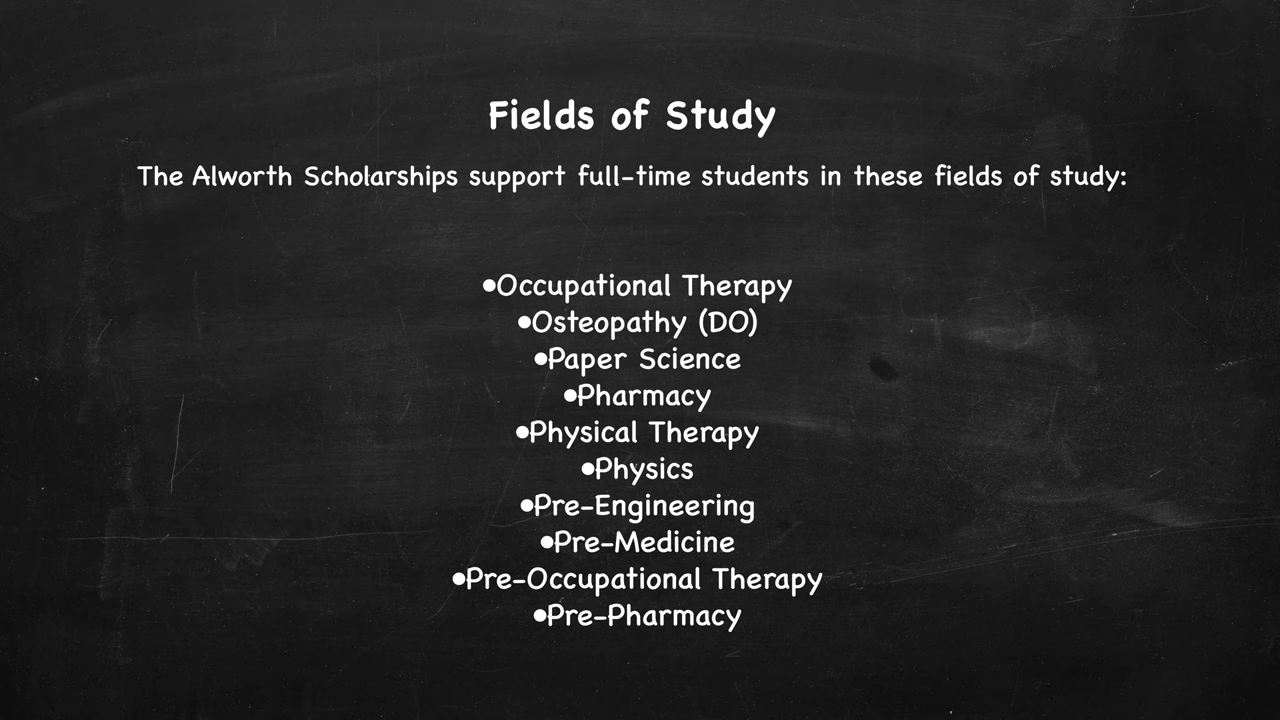 Fields of Study
The Alworth Scholarships support full-time students in these fields of study:
•Occupational Therapy
•Osteopathy (DO)
•Paper Science
•Pharmacy
•Physical Therapy
•Physics
•Pre-Engineering
•Pre-Medicine
•Pre-Occupational Therapy
•Pre-Pharmacy